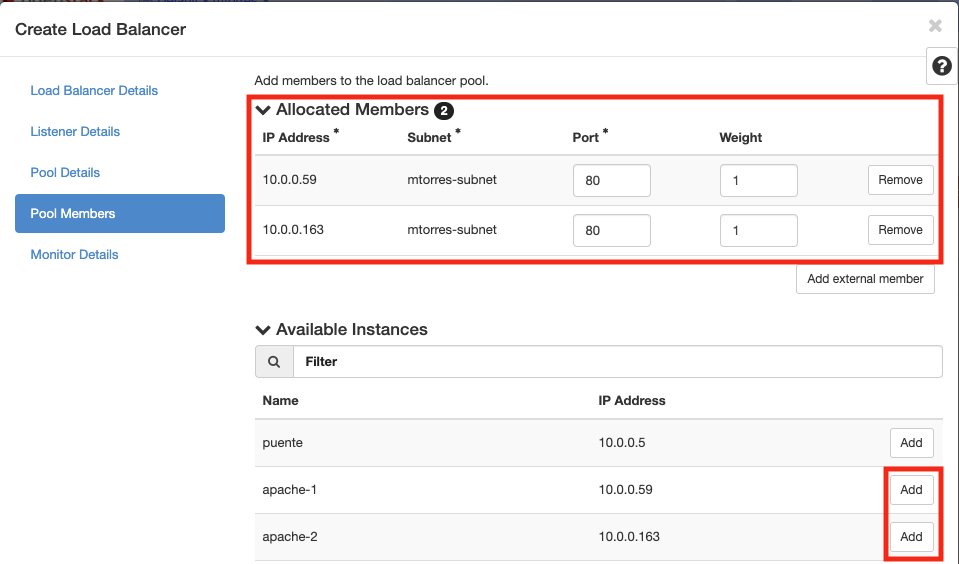 Create Load Balancer
Load Balancer Details
Listener Details
Pool Details
Pool Members
Monitor Details
Add members to the load balancer pool.
Allocated Members 2
IP Address * Subnet * Port * Weight
10.0.0.59 mtorres-subnet 80 1 Remove
10.0.0.163 mtorres-subnet 80 1 Remove
Add external member
Available Instances
Filter
Name IP Address
puente 10.0.0.5 Add
apache-1 10.0.0.59 Add
apache-2 10.0.0.163 Add